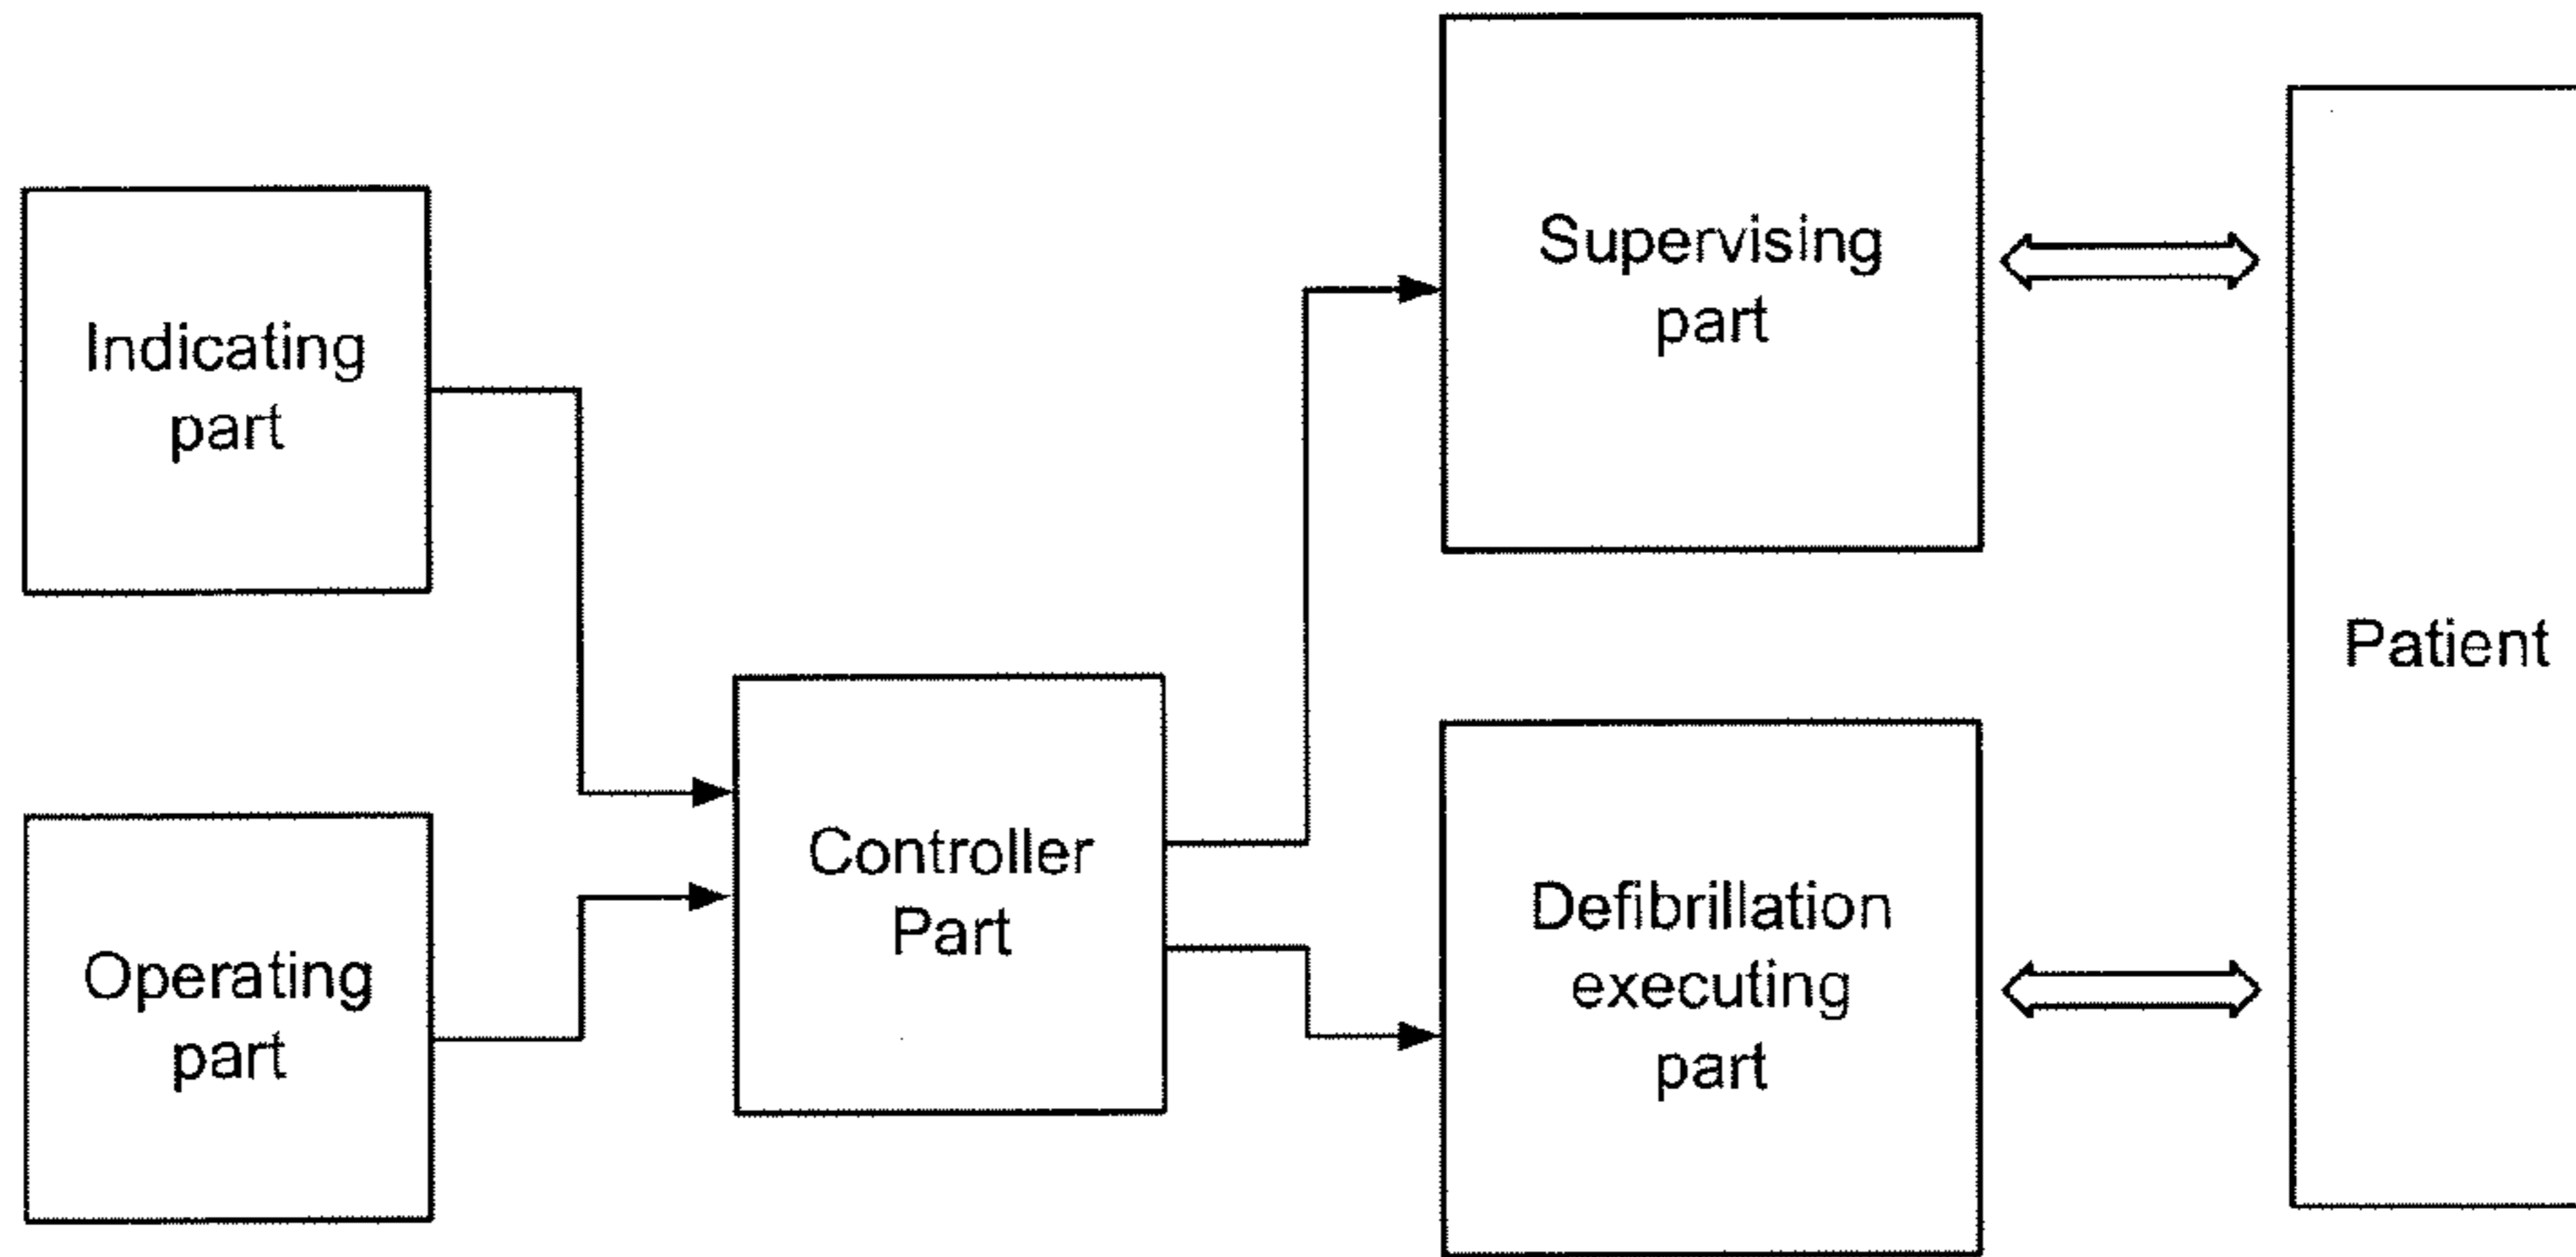 Indicating
part
Operating
part
Controller
Part
Supervising
part
Defibrillation
executing
part
Patient